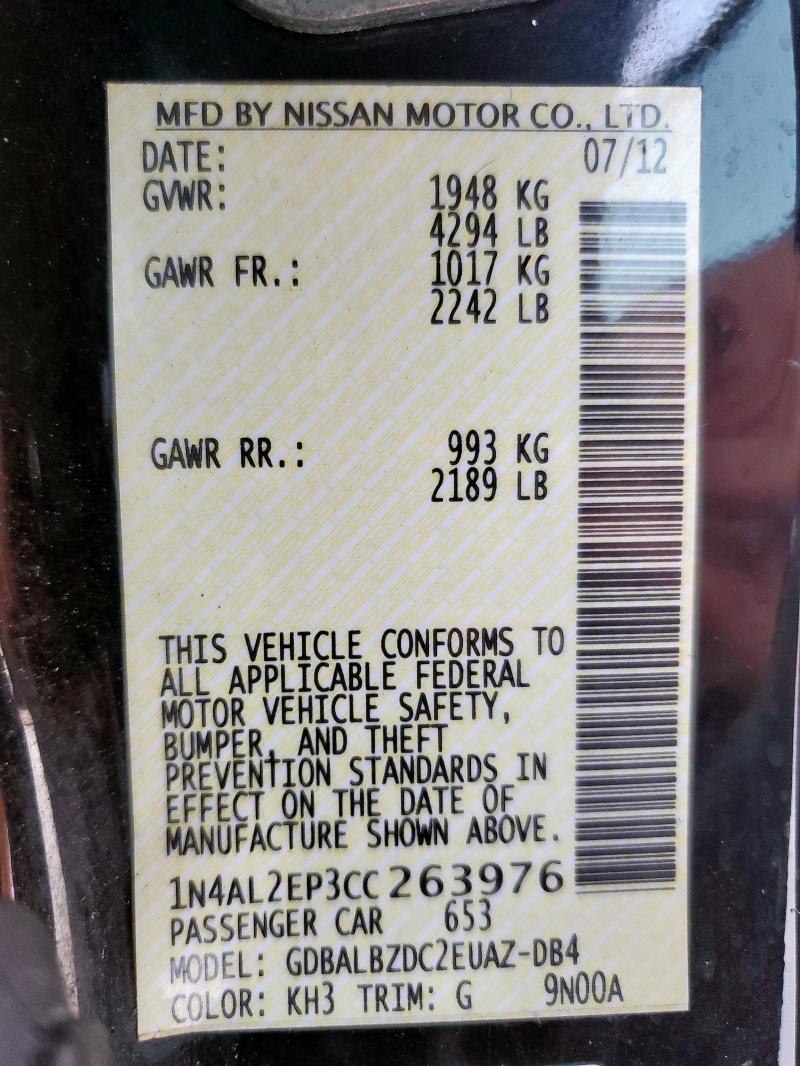 MFD BY NISSAN MOTOR CO., LTD.
DATE: 07/12
GVWR: 1948 KG
4294 LB
GAWR FR.: 1017 KG
2242 LB
GAWR RR.: 993 KG
2189 LB
THIS VEHICLE CONFORMS TO
ALL APPLICABLE FEDERAL
MOTOR VEHICLE SAFETY,
BUMPER, AND THEFT
PREVENTION STANDARDS IN
EFFECT ON THE DATE OF
MANUFACTURE SHOWN ABOVE.
1N4AL2EP3CC263976
PASSENGER CAR 653
MODEL: GDBALBZDC2EUAZ-DB4
COLOR: KH3 TRIM: G 9N00A